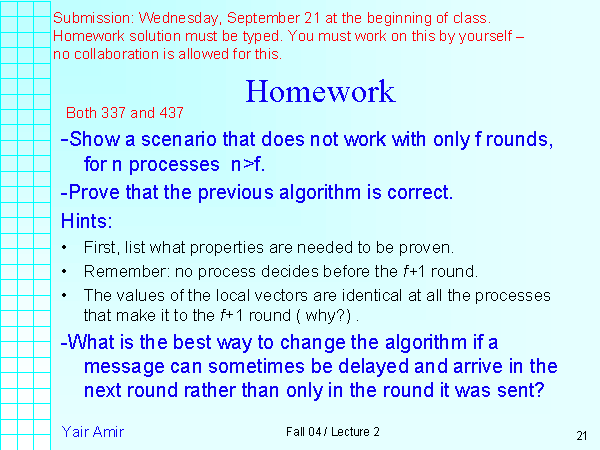 Submission: Wednesday, September 21 at the beginning of class.
Homework solution must be typed. You must work on this by yourself –
no collaboration is allowed for this.
Homework
Both 337 and 437
-Show a scenario that does not work with only f rounds,
for n processes n>f.
-Prove that the previous algorithm is correct.
Hints:
• First, list what properties are needed to be proven.
• Remember: no process decides before the f+1 round.
• The values of the local vectors are identical at all the processes
that make it to the f+1 round ( why?) .
-What is the best way to change the algorithm if a
message can sometimes be delayed and arrive in the
next round rather than only in the round it was sent?
Yair Amir
Fall 04 / Lecture 2
21